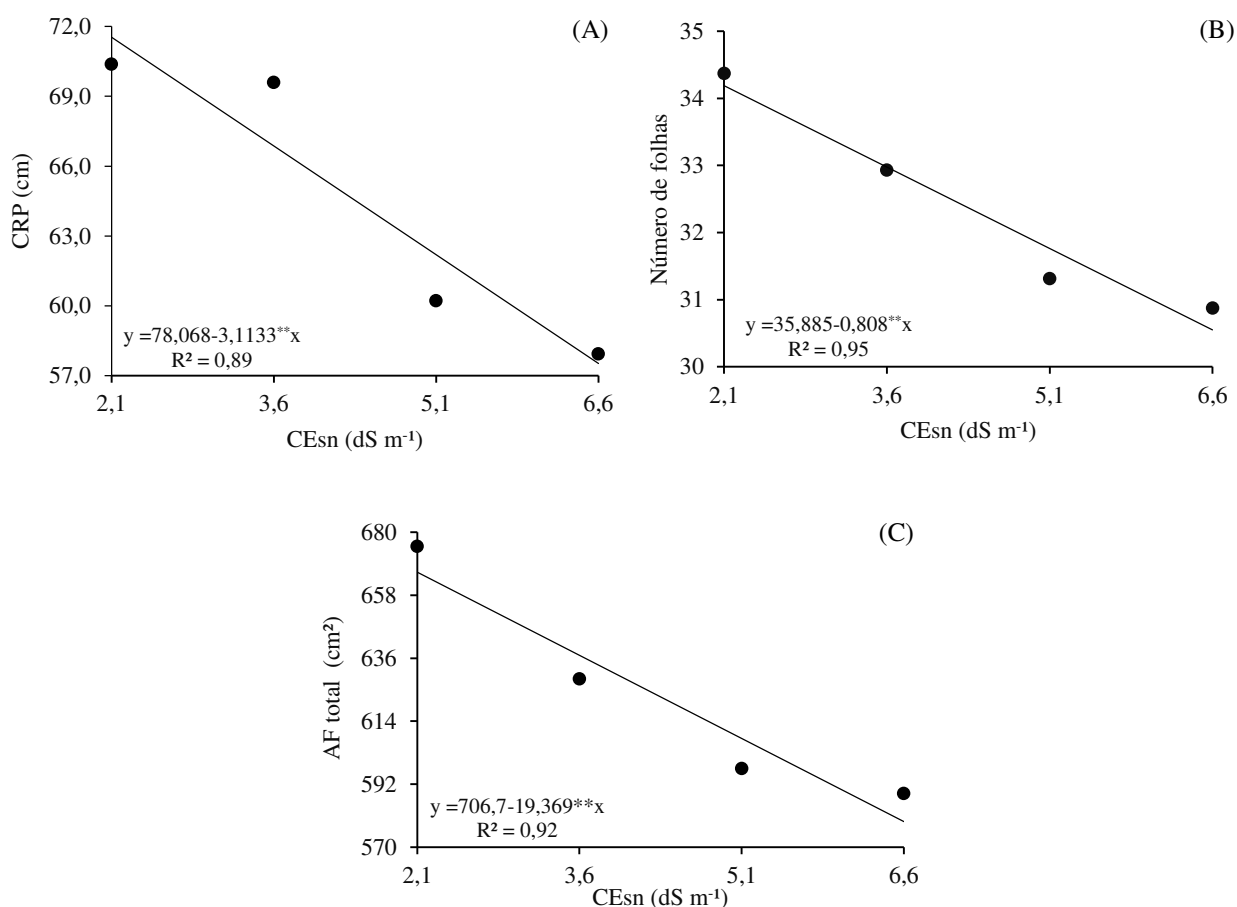 (A)
CRP (cm)
72,0
69,0
66,0
63,0
60,0
57,0
y =78,068-3,1133**x
R² = 0,89
2,1 3,6 5,1 6,6
CEsn (dS m⁻¹)
(B)
Número de folhas
35
34
33
32
31
30
y =35,885-0,808**x
R² = 0,95
2,1 3,6 5,1 6,6
CEsn (dS m⁻¹)
(C)
AF total (cm²)
680
658
636
614
592
570
y =706,7-19,369**x
R² = 0,92
2,1 3,6 5,1 6,6
CEsn (dS m⁻¹)